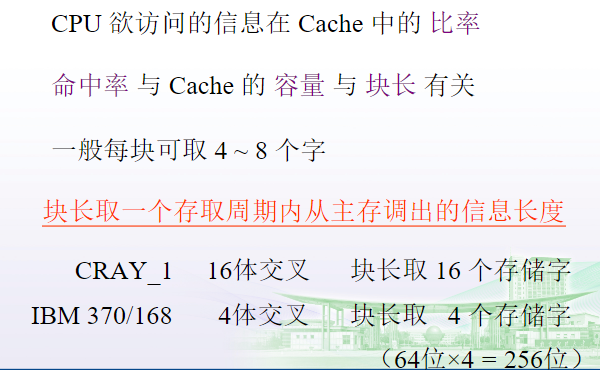 CPU 欲访问的信息在 Cache 中的 比率
命中率 与 Cache 的 容量 与 块长 有关
一般每块可取 4 ~ 8 个字
块长取一个存取周期内从主存调出的信息长度
CRAY_1 16体交叉 块长取 16 个存储字
IBM 370/168 4体交叉 块长取 4 个存储字
（64位×4 = 256位）